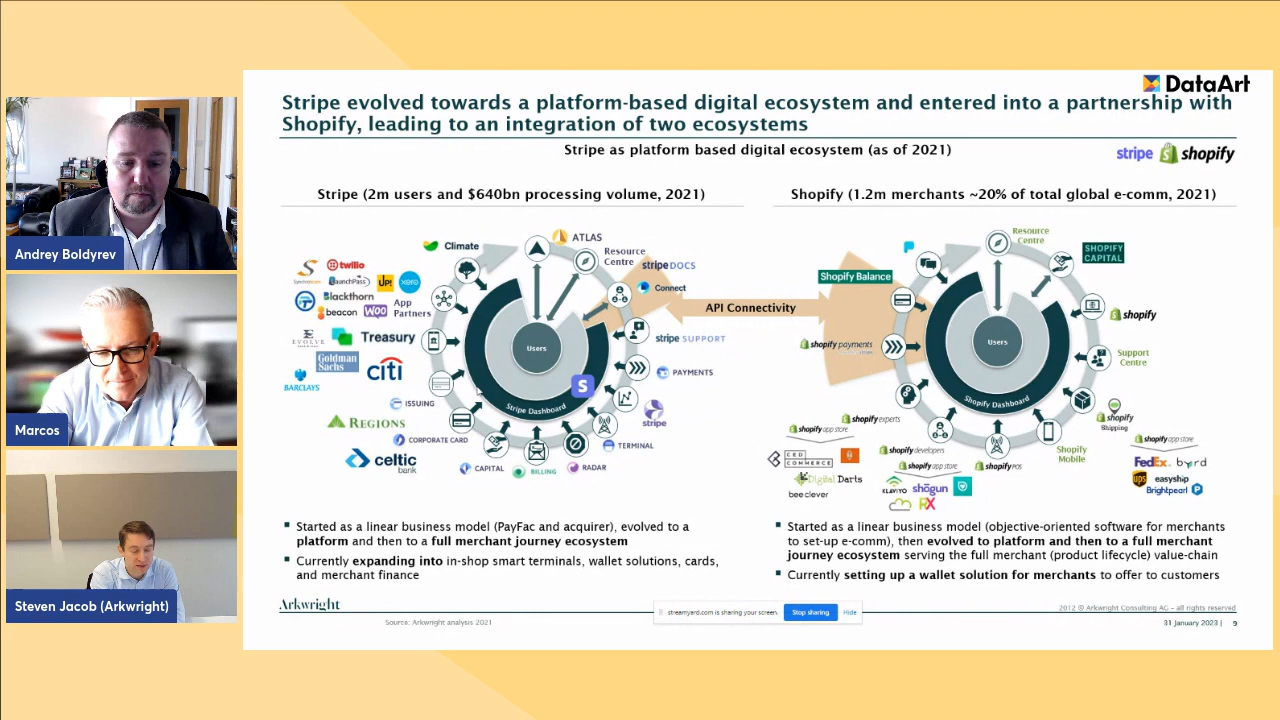 DataArt
Stripe evolved towards a platform-based digital ecosystem and entered into a partnership with
Shopify, leading to an integration of two ecosystems
Stripe as platform based digital ecosystem (as of 2021)
stripe
shopify
Stripe (2m users and $640bn processing volume, 2021)
Shopify (1.2m merchants ~20% of total global e-comm, 2021)
Climate
ATLAS
Resource
Centre
stripe DOCS
Connect
twilio
LaunchPass
UP!
xero
Blackthorn
beacon
WOO
App
Partners
EVOLVE
Treasury
stripe SUPPORT
Goldman
Sachs
citi
BARCLAYS
PAYMENTS
ISSUING
REGIONS
stripe
CORPORATE CARD
TERMINAL
celtic
bank
CAPITAL
BILLING
RADAR
Users
S
Stripe Dashboard
API Connectivity
Resource
Centre
SHOPIFY
CAPITAL
Shopify Balance
shopify
shopify payments
Support
Centre
Users
Shopify Dashboard
shopify
Shipping
shopify experts
shopify app store
shopify developers
shopify app store
shopify POS
Shopify
Mobile
shopify app store
CED
COMMERCE
Digital Darts
bee clever
KLAVIYO
shogun
RX
FedEx
byrd
ups
easyship
Brightpearl
Started as a linear business model (PayFac and acquirer), evolved to a
platform and then to a full merchant journey ecosystem
Currently expanding into in-shop smart terminals, wallet solutions, cards,
and merchant finance
Started as a linear business model (objective-oriented software for merchants
to set-up e-comm), then evolved to platform and then to a full merchant
journey ecosystem serving the full merchant (product lifecycle) value-chain
Currently setting up a wallet solution for merchants to offer to customers
Arkwright
streamyard.com is sharing your screen.
Stop sharing
Hide
2012 © Arkwright Consulting AG – all rights reserved
Source: Arkwright analysis 2021
31 January 2023 | 9
Andrey Boldyrev
Marcos
Steven Jacob (Arkwright)